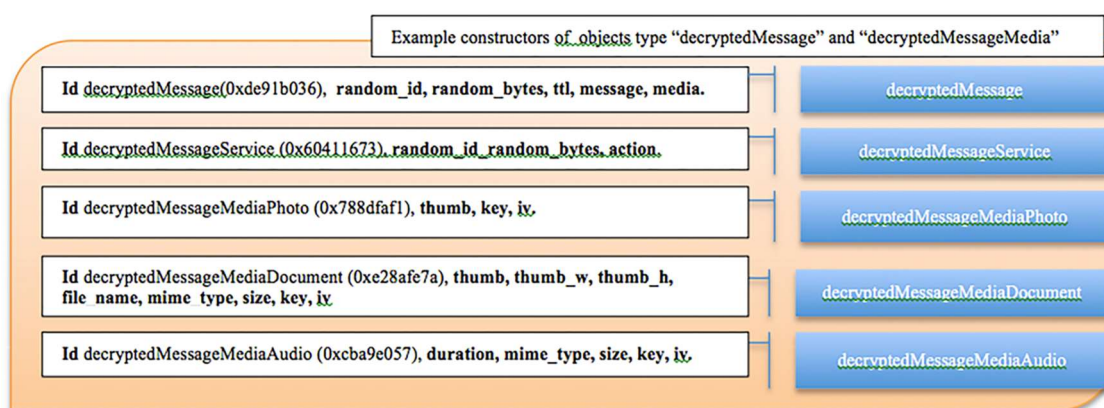 Example constructors of objects type “decryptedMessage” and “decryptedMessageMedia”
Id decryptedMessage(0xde91b036), random_id, random_bytes, ttl, message, media.
decryptedMessage
Id decryptedMessageService (0x60411673), random_id_random_bytes, action,
decryptedMessageService
Id decryptedMessageMediaPhoto (0x788dfaf1), thumb, key, iv.
decryptedMessageMediaPhoto
Id decryptedMessageMediaDocument (0xe28afe7a), thumb, thumb_w, thumb_h,
file_name, mime_type, size, key, iv
decryptedMessageMediaDocument
Id decryptedMessageMediaAudio (0xcba9e057), duration, mime_type, size, key, iv.
decryptedMessageMediaAudio